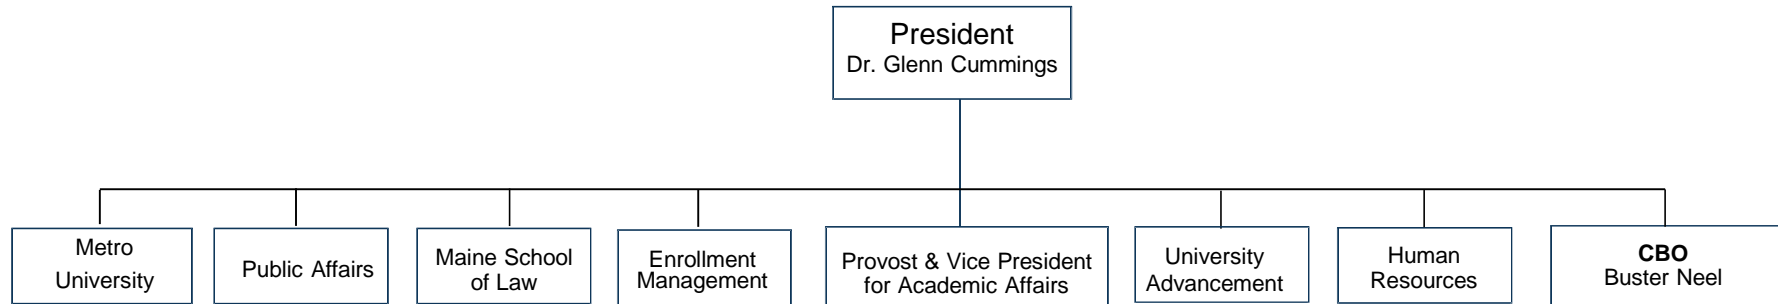 President
Dr. Glenn Cummings
Metro
University
Public Affairs
Maine School
of Law
Enrollment
Management
Provost & Vice President
for Academic Affairs
University
Advancement
Human
Resources
CBO
Buster Neel